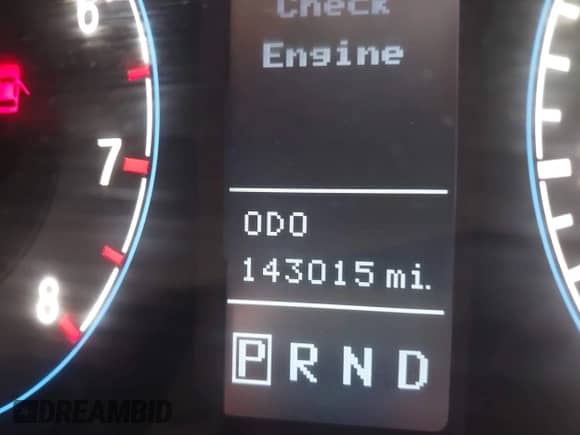 Check
Engine
6
7
8
ODO
143015 mi.
P R N D
DREAMBID